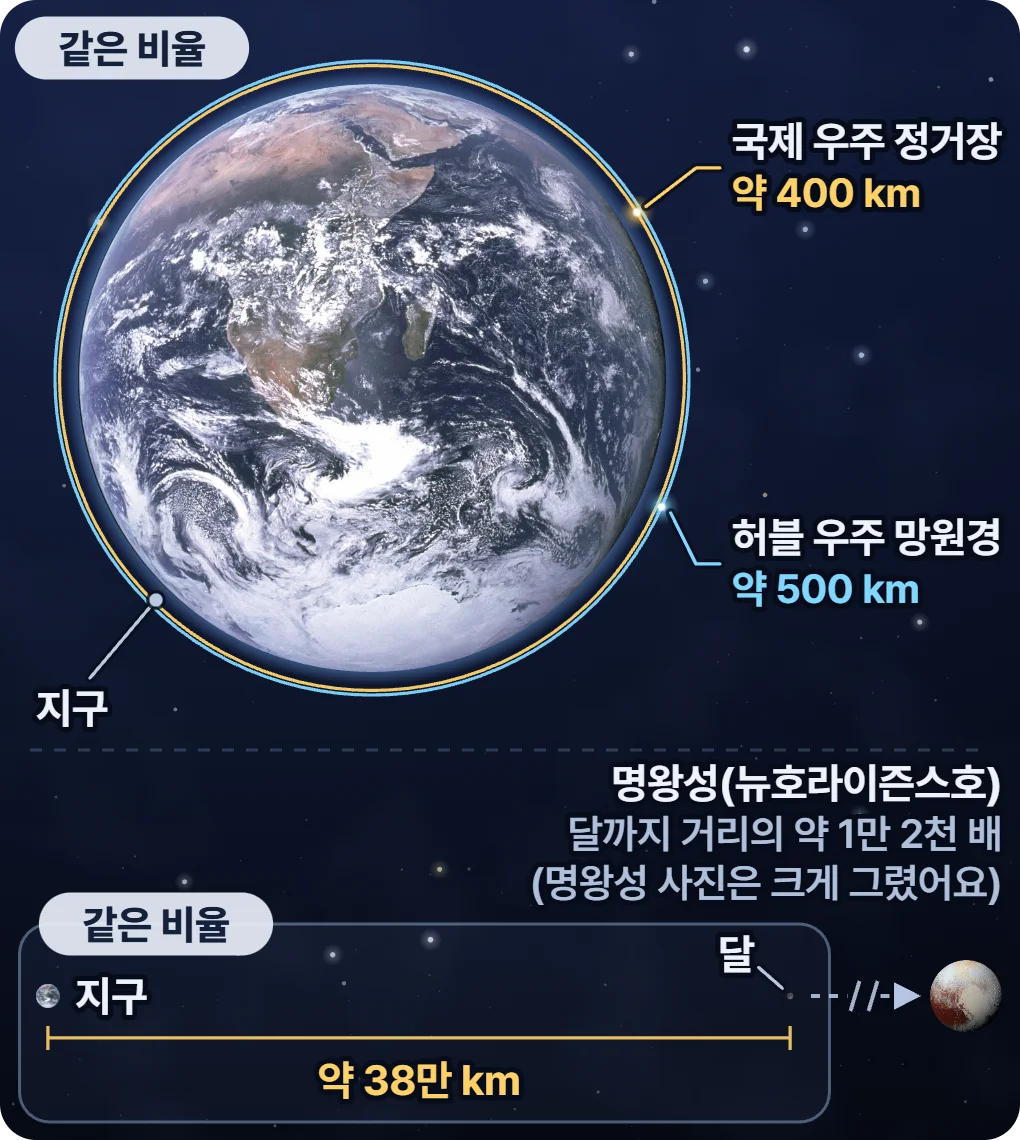 같은 비율
국제 우주 정거장
약 400 km
허블 우주 망원경
약 500 km
지구
명왕성(뉴호라이즌스호)
달까지 거리의 약 1만 2천 배
(명왕성 사진은 크게 그렸어요)
같은 비율
달
지구
약 38만 km